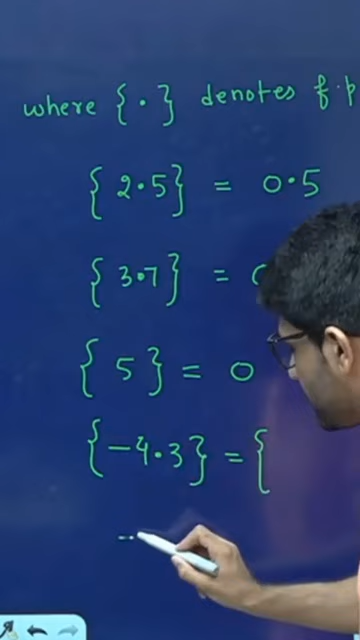 where { . } denotes f.p
{ 2.5 } = 0.5
{ 3.7 } =
{ 5 } = 0
{ -4.3 } = {